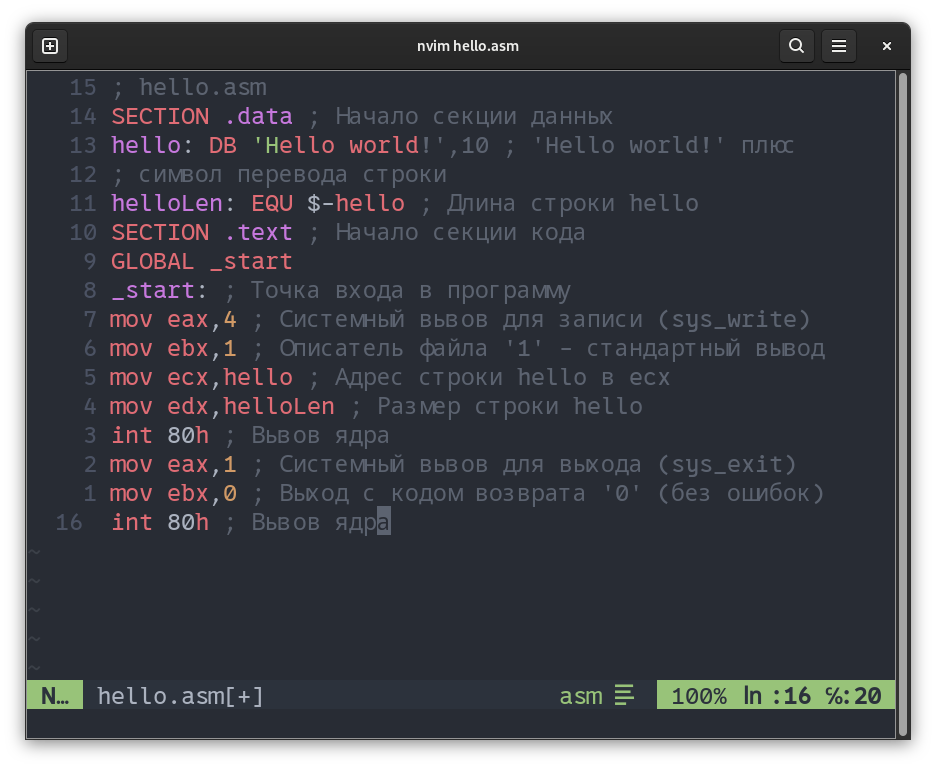 nvim hello.asm
15 ; hello.asm
14 SECTION .data ; Начало секции данных
13 hello: DB 'Hello world!',10 ; 'Hello world!' плюс
12 ; символ перевода строки
11 helloLen: EQU $-hello ; Длина строки hello
10 SECTION .text ; Начало секции кода
9 GLOBAL _start
8 _start: ; Точка входа в программу
7 mov eax,4 ; Системный вызов для записи (sys_write)
6 mov ebx,1 ; Описатель файла '1' - стандартный вывод
5 mov ecx,hello ; Адрес строки hello в ecx
4 mov edx,helloLen ; Размер строки hello
3 int 80h ; Вызов ядра
2 mov eax,1 ; Системный вызов для выхода (sys_exit)
1 mov ebx,0 ; Выход с кодом возврата '0' (без ошибок)
16 int 80h ; Вызов ядра
~
~
~
~
~
N… hello.asm[+] asm 100% ln :16 ℅:20